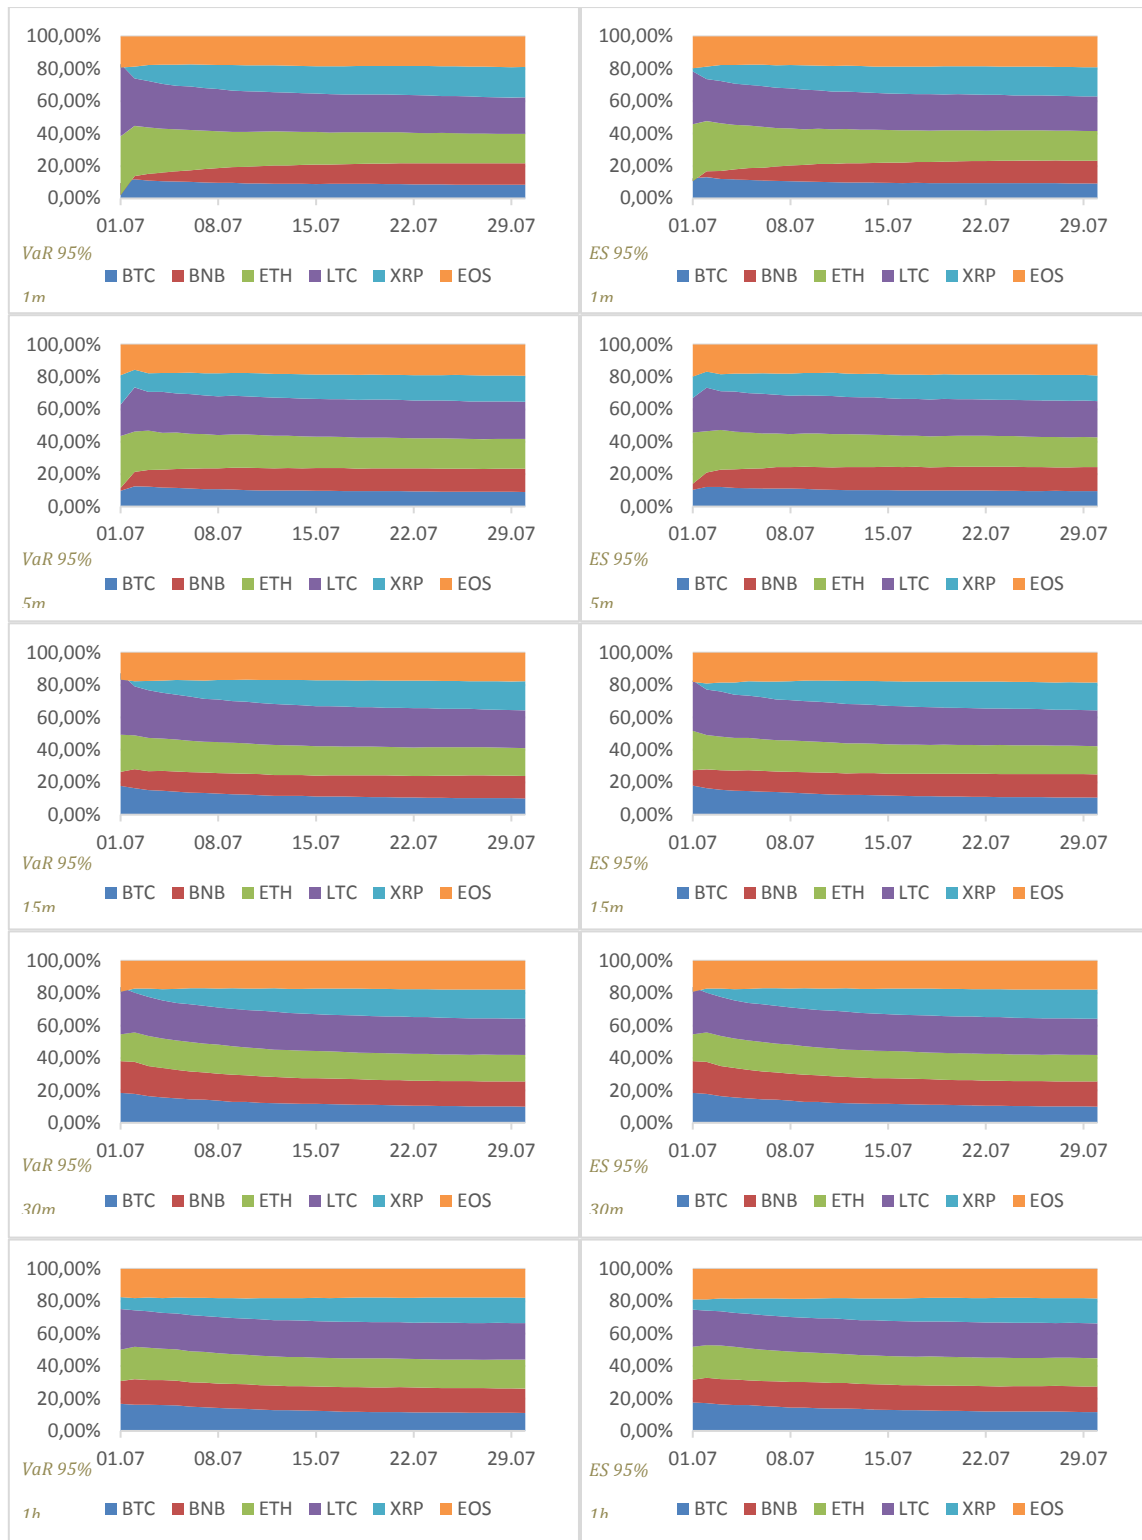 100,00%
80,00%
60,00%
40,00%
20,00%
0,00%
01.07 08.07 15.07 22.07 29.07
VaR 95%
BTC BNB ETH LTC XRP EOS
1m
100,00%
80,00%
60,00%
40,00%
20,00%
0,00%
01.07 08.07 15.07 22.07 29.07
ES 95%
BTC BNB ETH LTC XRP EOS
1m
100,00%
80,00%
60,00%
40,00%
20,00%
0,00%
01.07 08.07 15.07 22.07 29.07
VaR 95%
BTC BNB ETH LTC XRP EOS
5m
100,00%
80,00%
60,00%
40,00%
20,00%
0,00%
01.07 08.07 15.07 22.07 29.07
ES 95%
BTC BNB ETH LTC XRP EOS
5m
100,00%
80,00%
60,00%
40,00%
20,00%
0,00%
01.07 08.07 15.07 22.07 29.07
VaR 95%
BTC BNB ETH LTC XRP EOS
15m
100,00%
80,00%
60,00%
40,00%
20,00%
0,00%
01.07 08.07 15.07 22.07 29.07
ES 95%
BTC BNB ETH LTC XRP EOS
15m
100,00%
80,00%
60,00%
40,00%
20,00%
0,00%
01.07 08.07 15.07 22.07 29.07
VaR 95%
BTC BNB ETH LTC XRP EOS
30m
100,00%
80,00%
60,00%
40,00%
20,00%
0,00%
01.07 08.07 15.07 22.07 29.07
ES 95%
BTC BNB ETH LTC XRP EOS
30m
100,00%
80,00%
60,00%
40,00%
20,00%
0,00%
01.07 08.07 15.07 22.07 29.07
VaR 95%
BTC BNB ETH LTC XRP EOS
1h
100,00%
80,00%
60,00%
40,00%
20,00%
0,00%
01.07 08.07 15.07 22.07 29.07
ES 95%
BTC BNB ETH LTC XRP EOS
1h